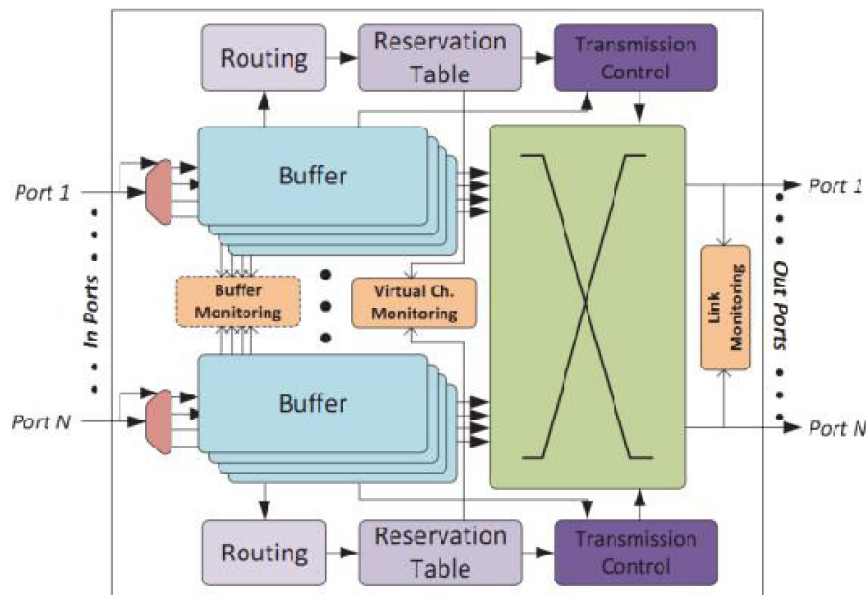 Routing
Reservation
Table
Transmission
Control
Buffer
Port 1
Port 1
In Ports
Buffer
Monitoring
Virtual Ch.
Monitoring
Link
Monitoring
Out Ports
Buffer
Port N
Port N
Routing
Reservation
Table
Transmission
Control